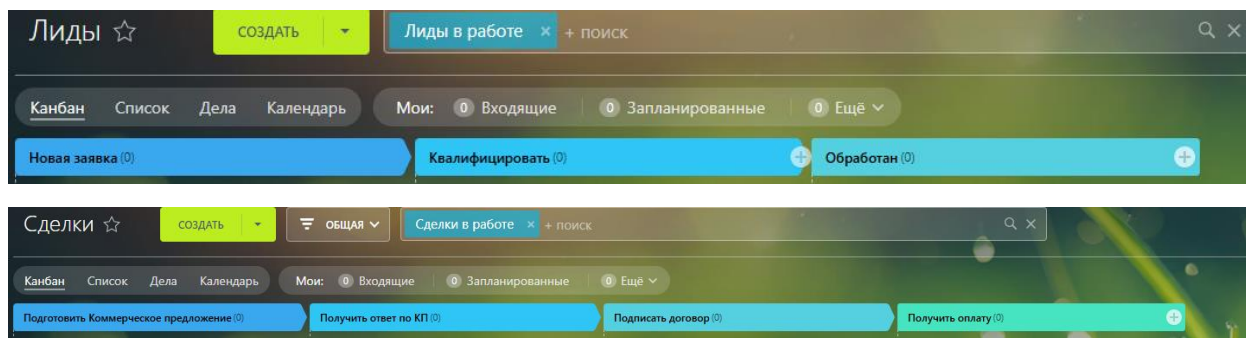 Лиды СОЗДАТЬ Лиды в работе × + поиск
Канбан Список Дела Календарь Мои: 0 Входящие 0 Запланированные 0 Ещё
Новая заявка (0) Квалифицировать (0) Обработан (0)
Сделки СОЗДАТЬ ОБЩАЯ Сделки в работе × + поиск
Канбан Список Дела Календарь Мои: 0 Входящие 0 Запланированные 0 Ещё
Подготовить Коммерческое предложение (0) Получить ответ по КП (0) Подписать договор (0) Получить оплату (0)